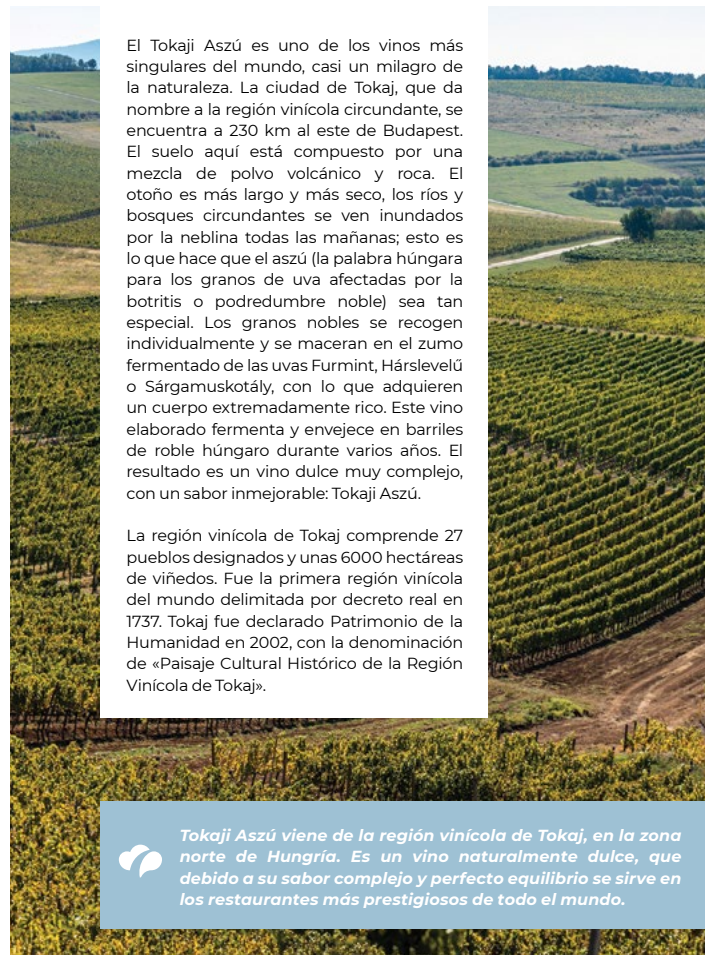 El Tokaji Aszú es uno de los vinos más
singulares del mundo, casi un milagro de
la naturaleza. La ciudad de Tokaj, que da
nombre a la región vinícola circundante, se
encuentra a 230 km al este de Budapest.
El suelo aquí está compuesto por una
mezcla de polvo volcánico y roca. El
otoño es más largo y más seco, los ríos y
bosques circundantes se ven inundados
por la neblina todas las mañanas; esto es
lo que hace que el aszú (la palabra húngara
para los granos de uva afectadas por la
botritis o podredumbre noble) sea tan
especial. Los granos nobles se recogen
individualmente y se maceran en el zumo
fermentado de las uvas Furmint, Hárslevelű
o Sárgamuskotály, con lo que adquieren
un cuerpo extremadamente rico. Este vino
elaborado fermenta y envejece en barriles
de roble húngaro durante varios años. El
resultado es un vino dulce muy complejo,
con un sabor inmejorable: Tokaji Aszú.
La región vinícola de Tokaj comprende 27
pueblos designados y unas 6000 hectáreas
de viñedos. Fue la primera región vinícola
del mundo delimitada por decreto real en
1737. Tokaj fue declarado Patrimonio de la
Humanidad en 2002, con la denominación
de «Paisaje Cultural Histórico de la Región
Vinícola de Tokaj».
Tokaji Aszú viene de la región vinícola de Tokaj, en la zona
norte de Hungría. Es un vino naturalmente dulce, que
debido a su sabor complejo y perfecto equilibrio se sirve en
los restaurantes más prestigiosos de todo el mundo.